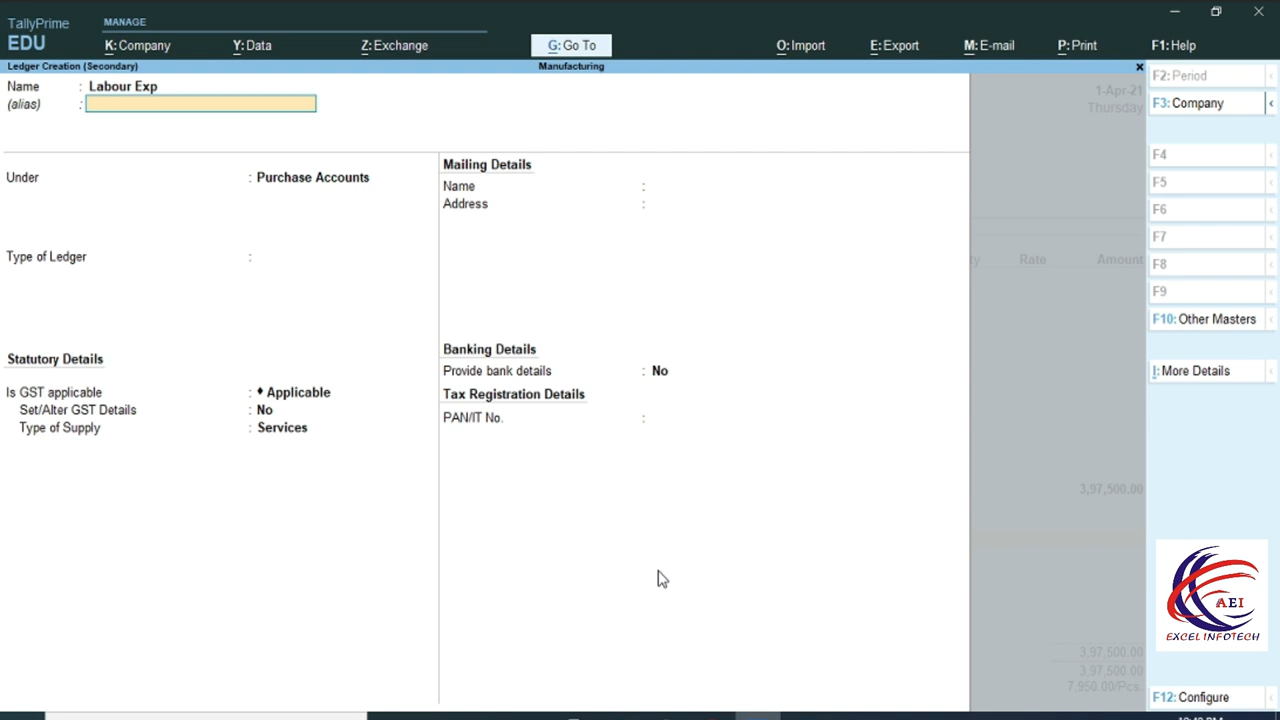 TallyPrime
EDU
MANAGE
K: Company
Y: Data
Z: Exchange
G: Go To
O: Import
E: Export
M: E-mail
P: Print
F1: Help
Ledger Creation (Secondary)
Manufacturing
Name : Labour Exp
(alias) :
Under : Purchase Accounts
Type of Ledger :
Statutory Details
Is GST applicable : ♦ Applicable
Set/Alter GST Details : No
Type of Supply : Services
Mailing Details
Name :
Address :
Banking Details
Provide bank details : No
Tax Registration Details
PAN/IT No. :
1-Apr-21
Thursday
Rate
Amount
3,97,500.00
3,97,500.00
3,97,500.00
7,950.00/Pcs.
F2: Period
F3: Company
F4
F5
F6
F7
F8
F9
F10: Other Masters
I: More Details
AEI
EXCEL INFOTECH
F12: Configure